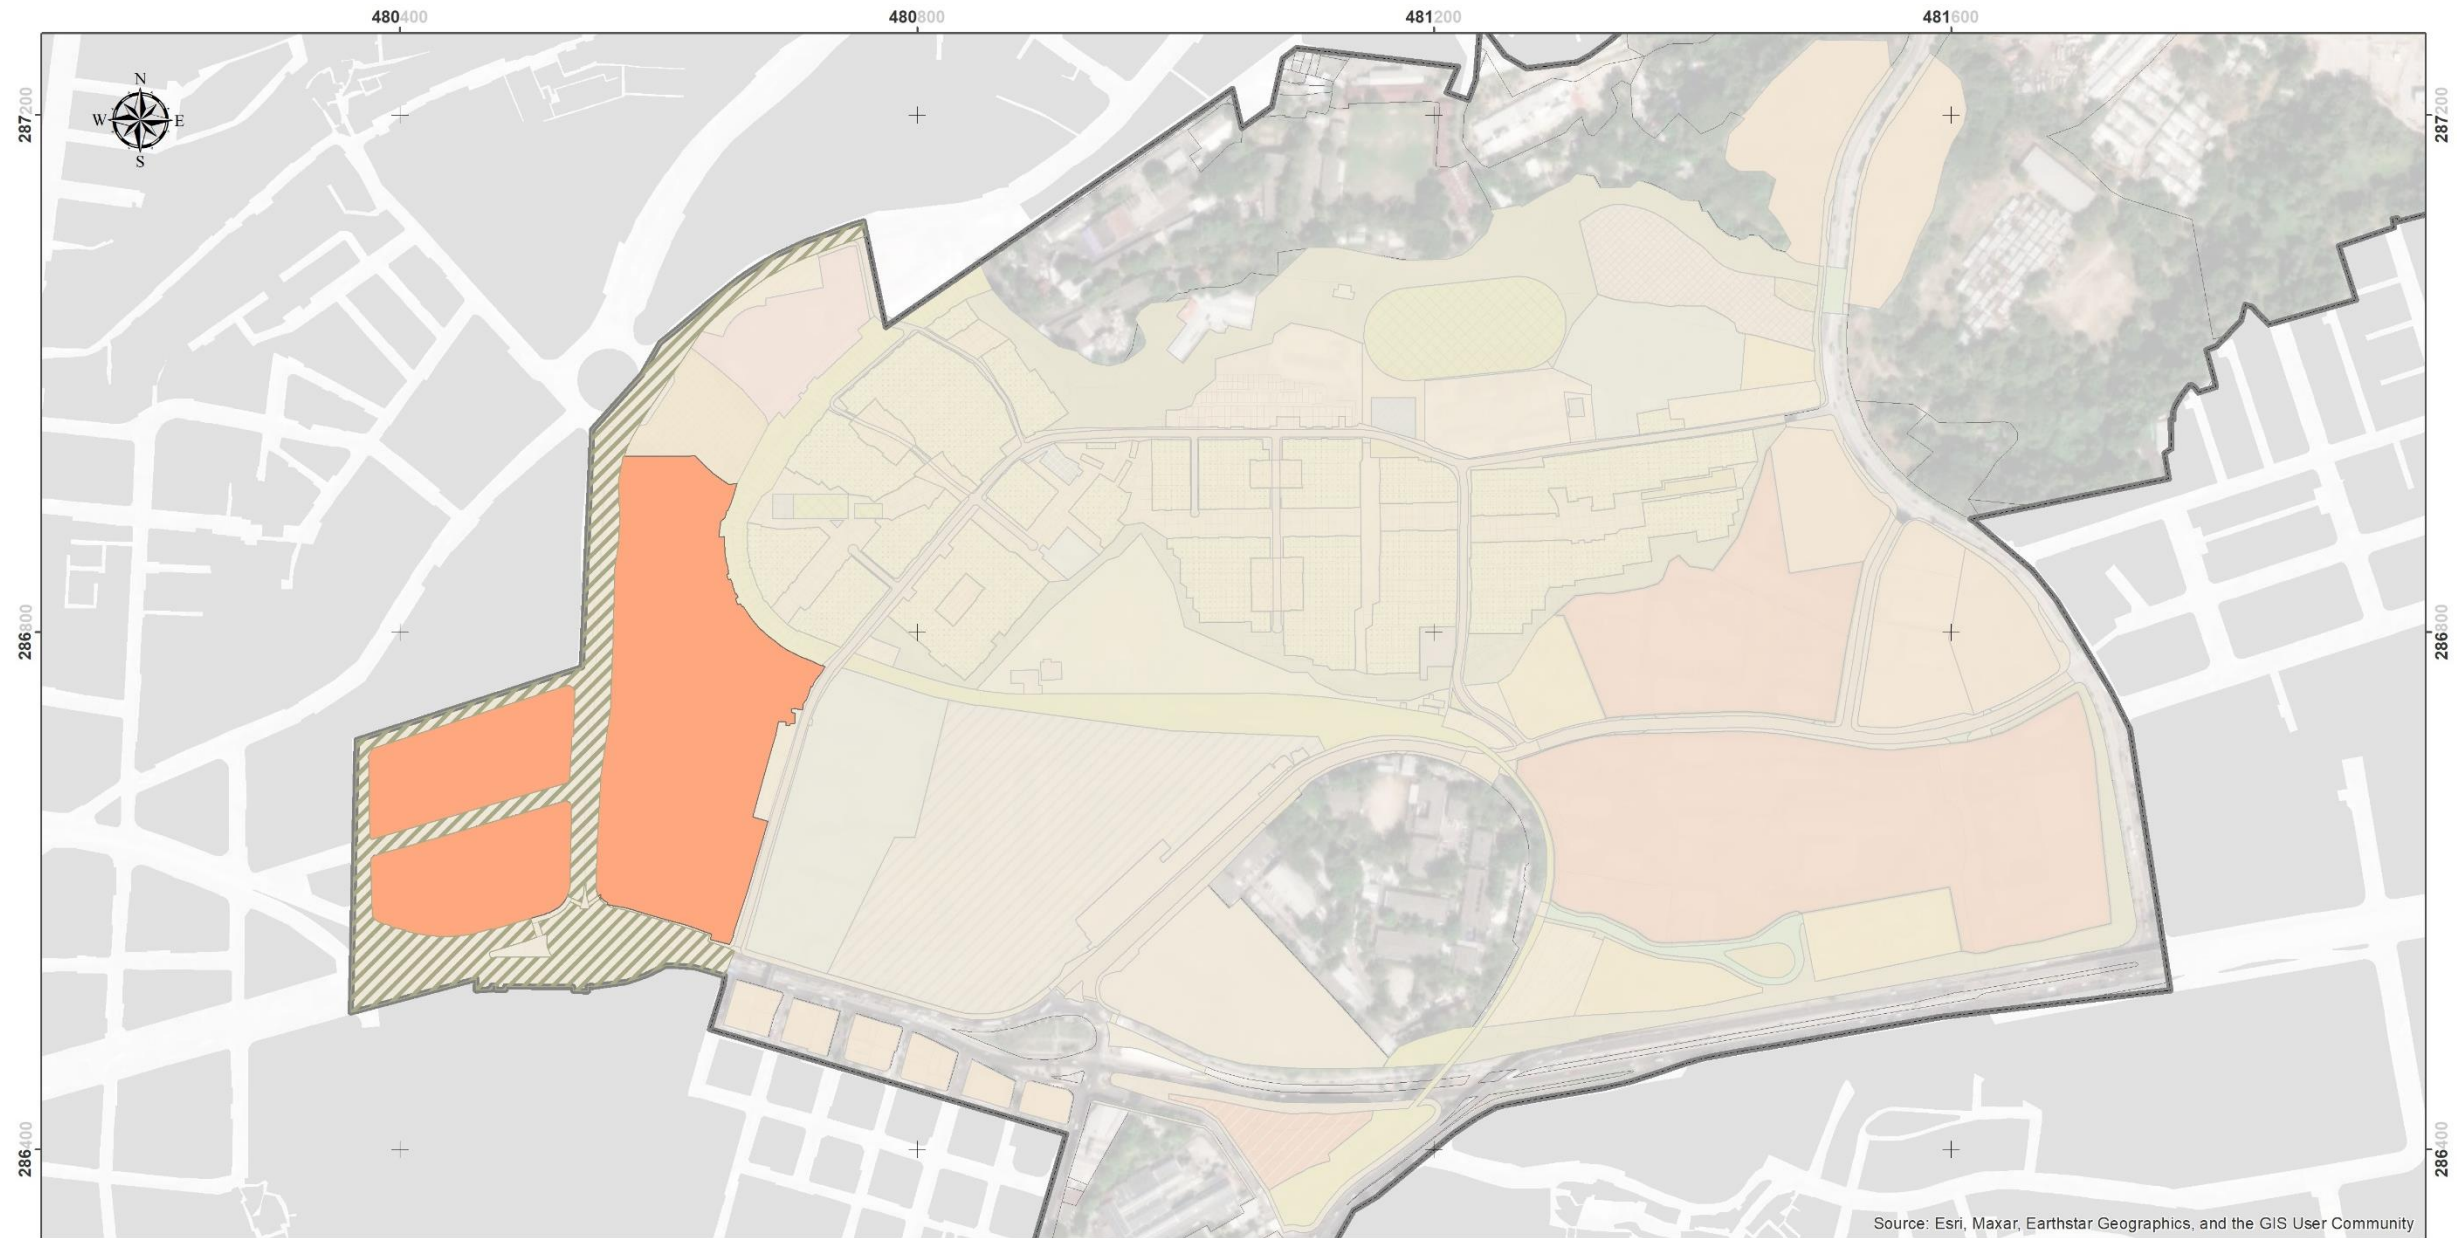 480400 480800 481200 481600
N
W E
S
287200 287200
286800 286800
286400 286400
Source: Esri, Maxar, Earthstar Geographics, and the GIS User Community